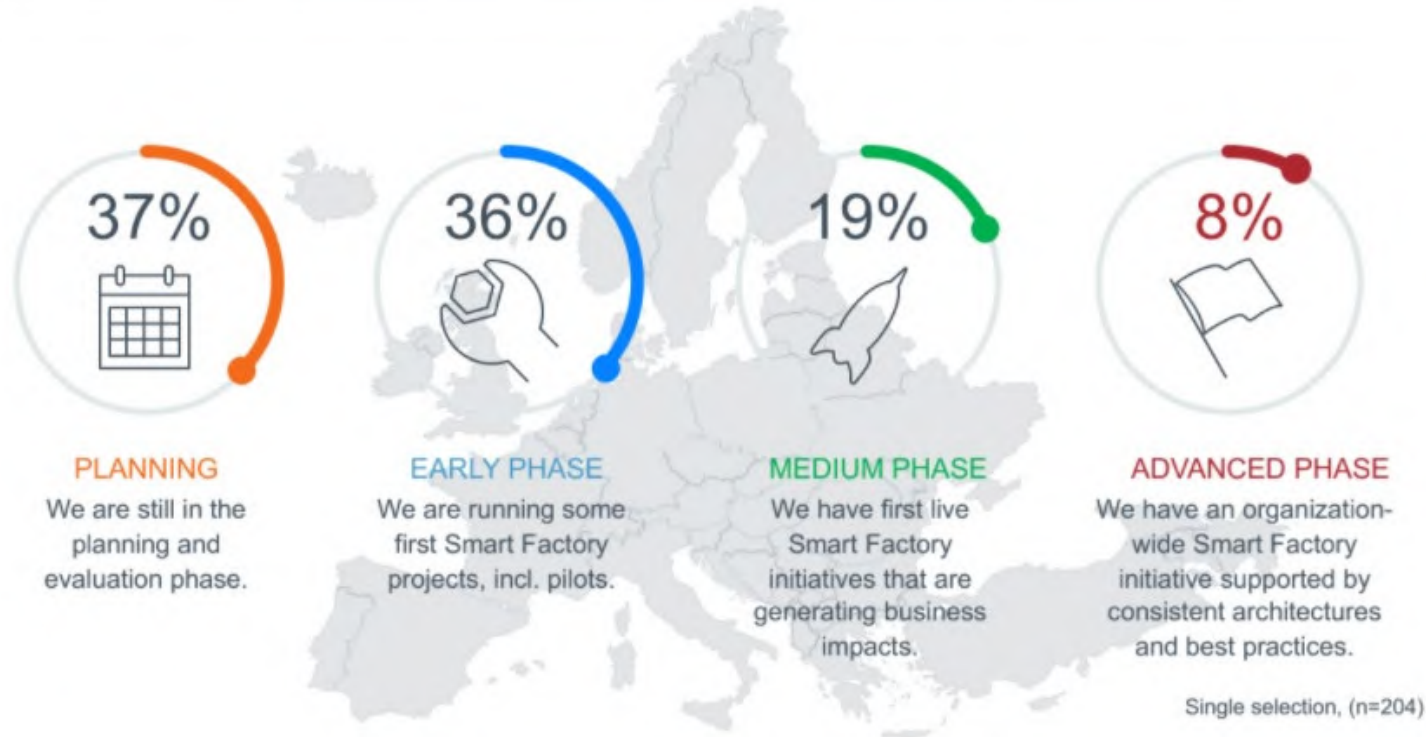 37%
36%
19%
8%
PLANNING
We are still in the
planning and
evaluation phase.
EARLY PHASE
We are running some
first Smart Factory
projects, incl. pilots.
MEDIUM PHASE
We have first live
Smart Factory
initiatives that are
generating business
impacts.
ADVANCED PHASE
We have an organization-
wide Smart Factory
initiative supported by
consistent architectures
and best practices.
Single selection, (n=204)